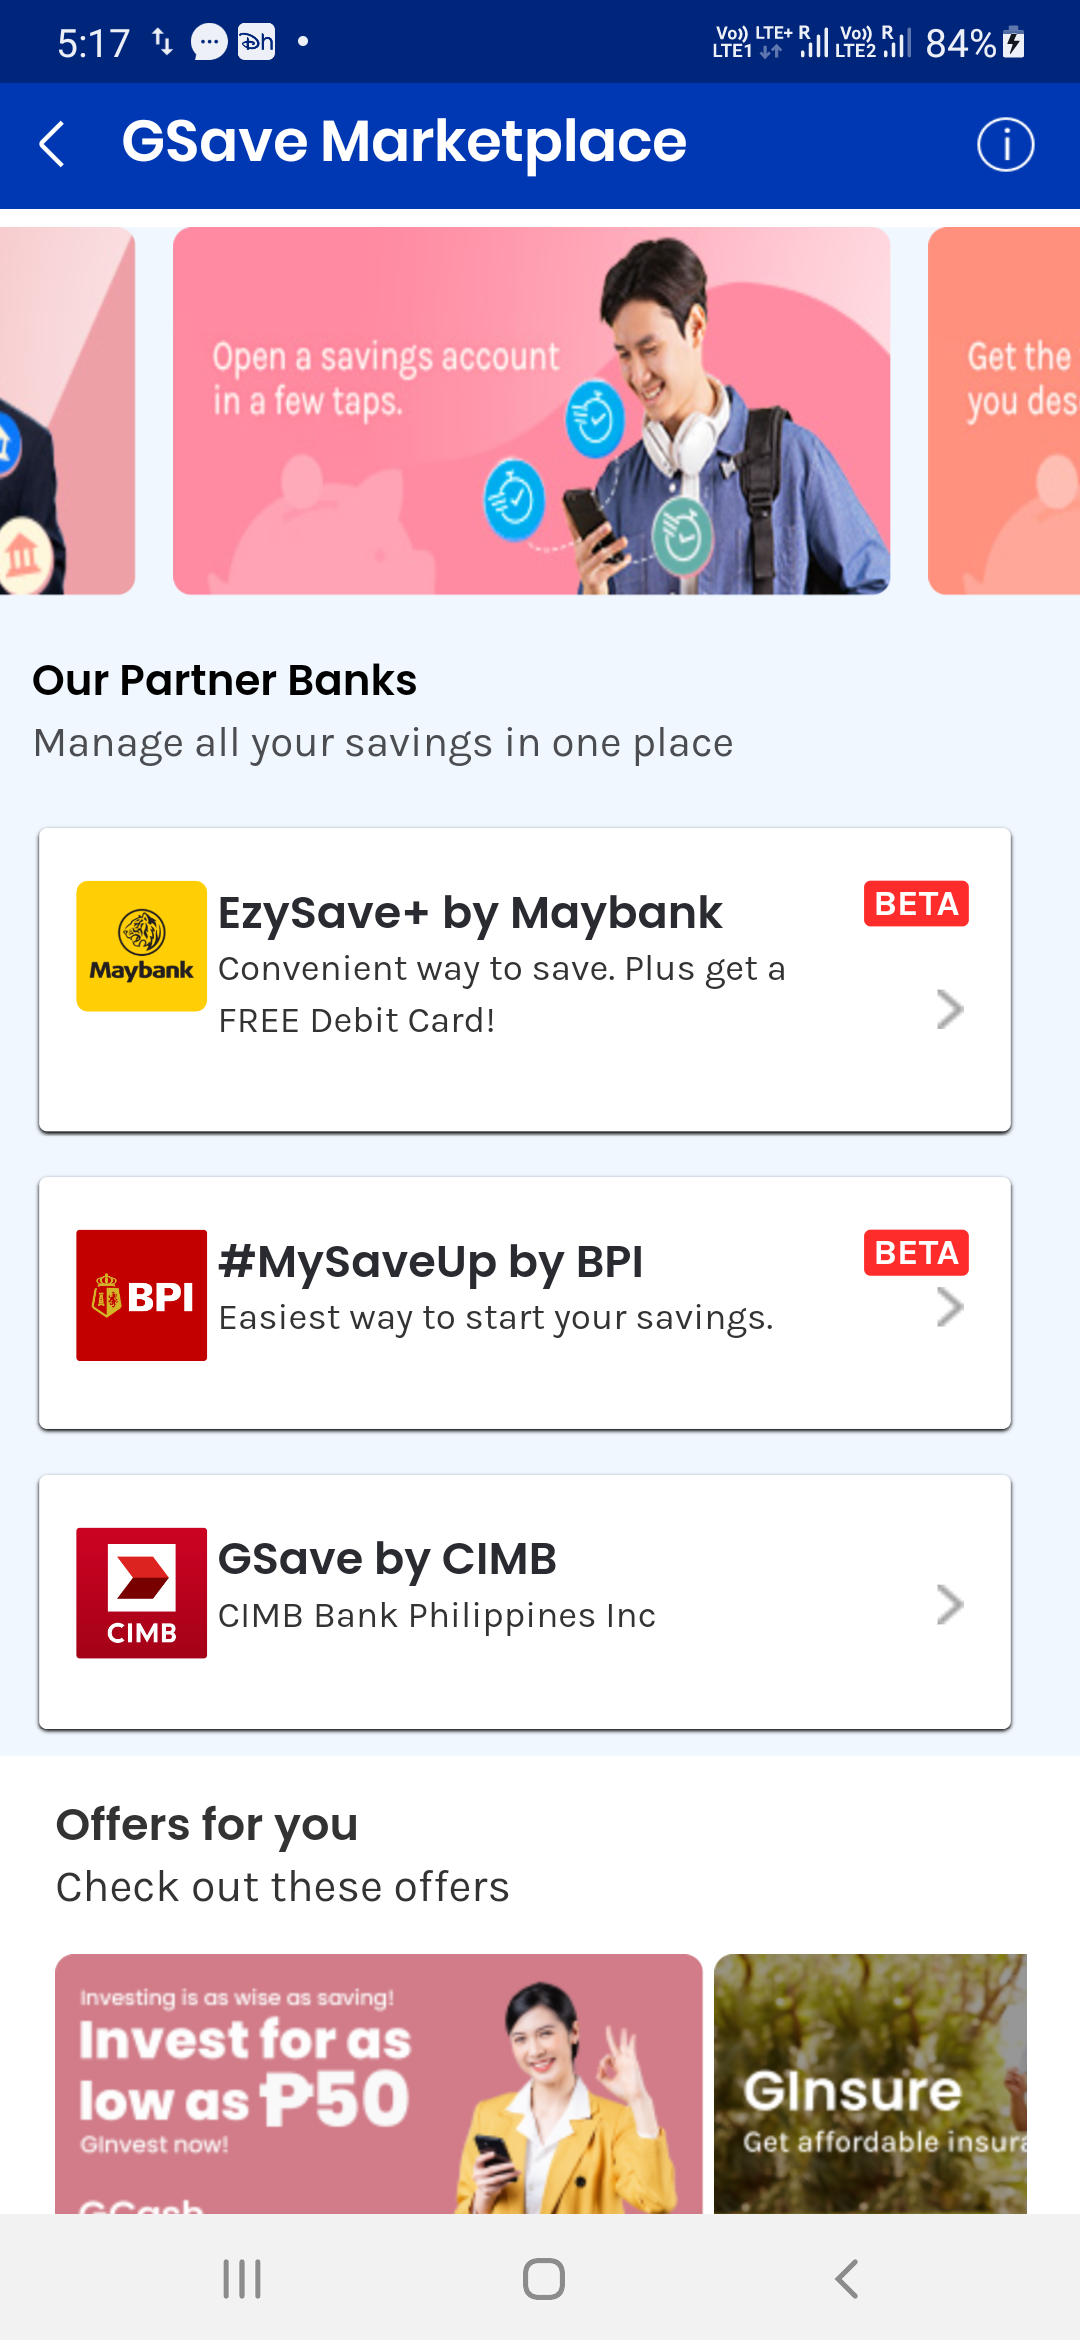 5:17
Vo)) LTE+ R Vo)) R
LTE1 LTE2 84%
GSave Marketplace
Open a savings account
in a few taps.
Get the
you des
Our Partner Banks
Manage all your savings in one place
Maybank
EzySave+ by Maybank
BETA
Convenient way to save. Plus get a
FREE Debit Card!
BPI
#MySaveUp by BPI
BETA
Easiest way to start your savings.
CIMB
GSave by CIMB
CIMB Bank Philippines Inc
Offers for you
Check out these offers
Investing is as wise as saving!
Invest for as
low as ₱50
GInvest now!
GCash
GInsure
Get affordable insura